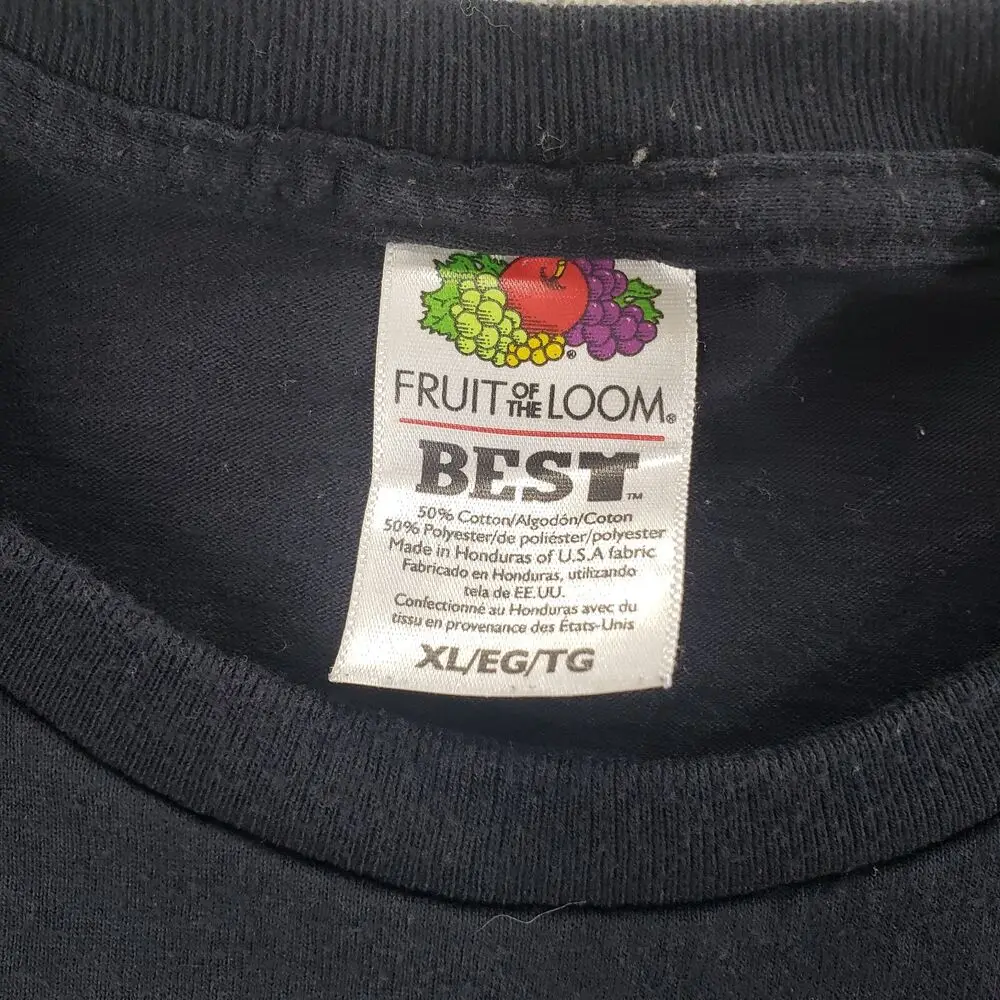 FRUIT OF THE LOOM®
BEST™
50% Cotton/Algodón/Coton
50% Polyester/de poliéster/polyester
Made in Honduras of U.S.A fabric
Fabricado en Honduras, utilizando
tela de EE.UU.
Confectionné au Honduras avec du
tissu en provenance des États-Unis
XL/EG/TG